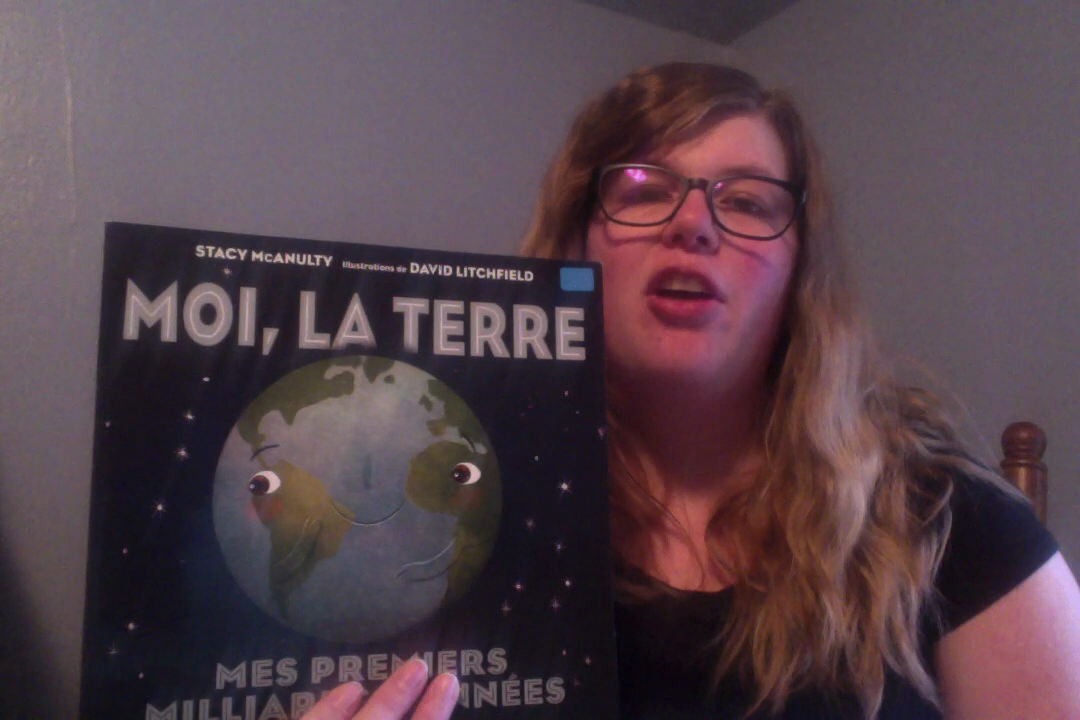 STACY McANULTY illustrations de DAVID LITCHFIELD
MOI, LA TERRE
MES PREMIERS
NNÉES